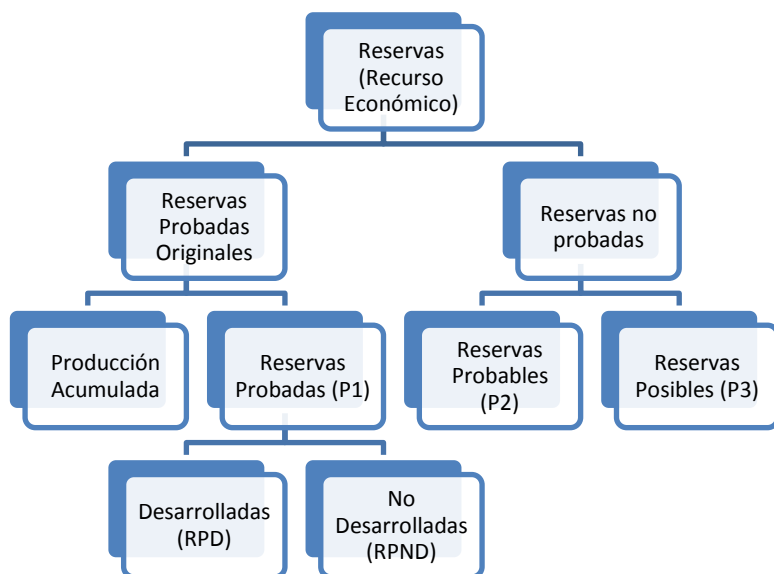 Reservas
(Recurso
Económico)
Reservas
Probadas
Originales
Reservas no
probadas
Producción
Acumulada
Reservas
Probadas (P1)
Reservas
Probables
(P2)
Reservas
Posibles (P3)
Desarrolladas
(RPD)
No
Desarrolladas
(RPND)